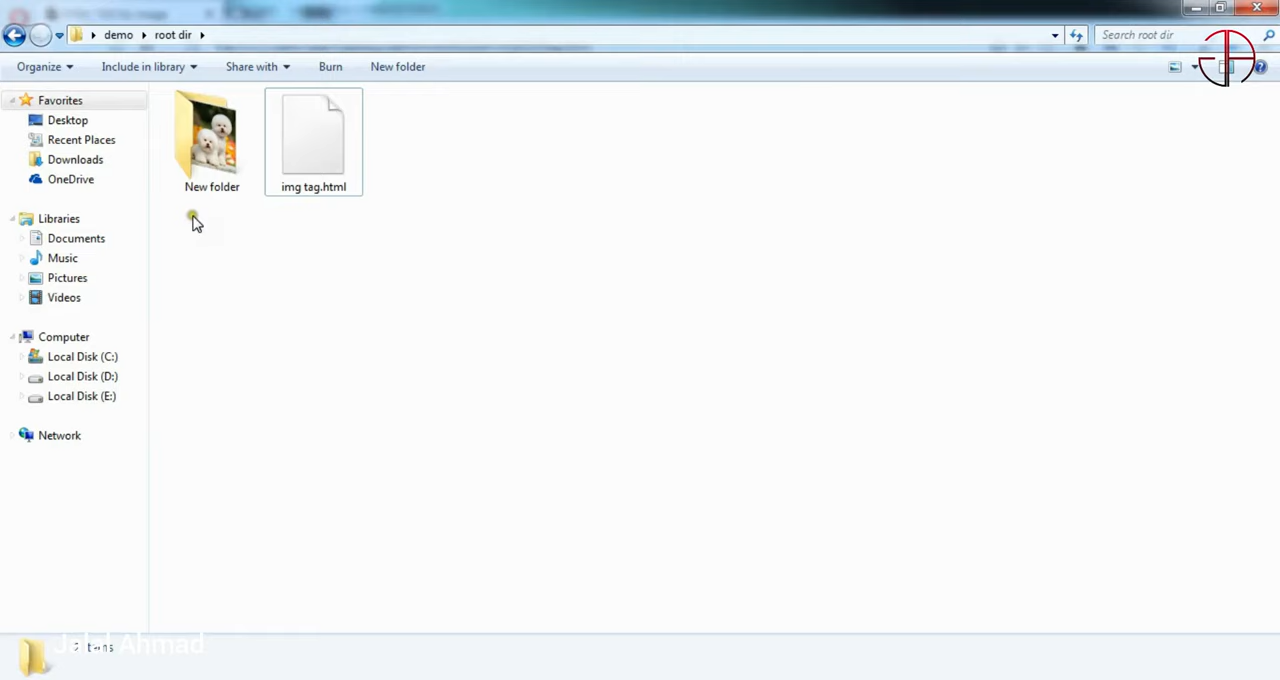 demo root dir
Search root dir
Organize Include in library Share with Burn New folder
Favorites
Desktop
Recent Places
Downloads
OneDrive
Libraries
Documents
Music
Pictures
Videos
Computer
Local Disk (C:)
Local Disk (D:)
Local Disk (E:)
Network
New folder
img tag.html
Jalal Ahmad